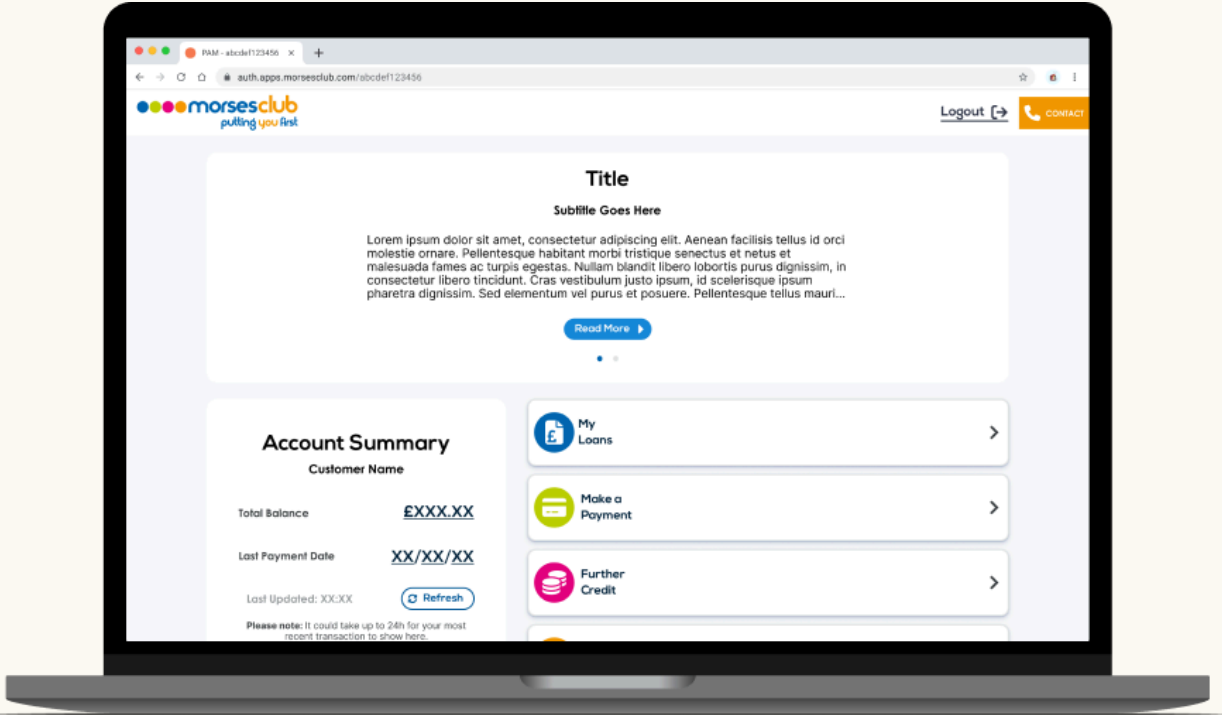 PAM - abcdef123456
auth.apps.morsesclub.com/abcdef123456
morsesclub
putting you first
Logout
CONTACT
Title
Subtitle Goes Here
Lorem ipsum dolor sit amet, consectetur adipiscing elit. Aenean facilisis tellus id orci
molestie ornare. Pellentesque habitant morbi tristique senectus et netus et
malesuada fames ac turpis egestas. Nullam blandit libero lobortis purus dignissim, in
consectetur libero tincidunt. Cras vestibulum justo ipsum, id scelerisque ipsum
pharetra dignissim. Sed elementum vel purus et posuere. Pellentesque tellus mauri...
Read More
Account Summary
Customer Name
Total Balance £XXX.XX
Last Payment Date XX/XX/XX
Last Updated: XX:XX Refresh
Please note: It could take up to 24h for your most
recent transaction to show here.
My
Loans
Make a
Payment
Further
Credit